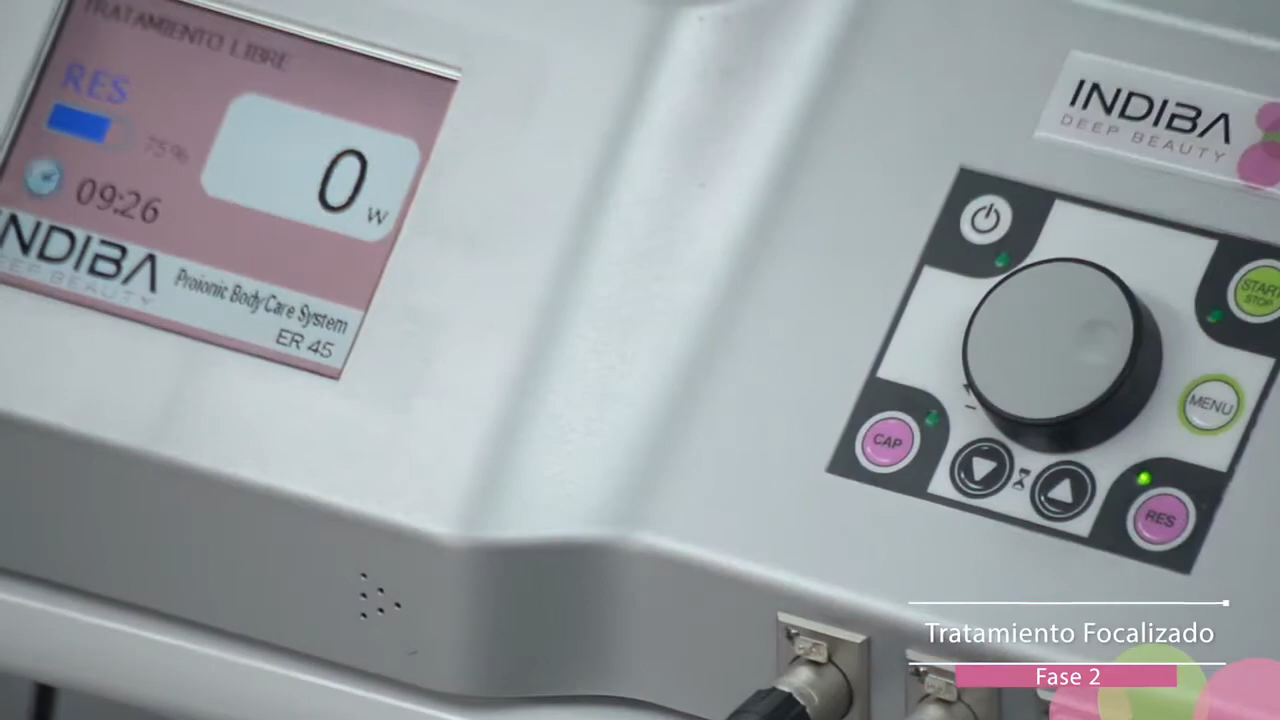 TRATAMIENTO LIBRE
RES
75%
0 W
09:26
INDIBA
DEEP BEAUTY
Proionic Body Care System
ER 45
INDIBA
DEEP BEAUTY
START
STOP
MENU
CAP
RES
Tratamiento Focalizado
Fase 2